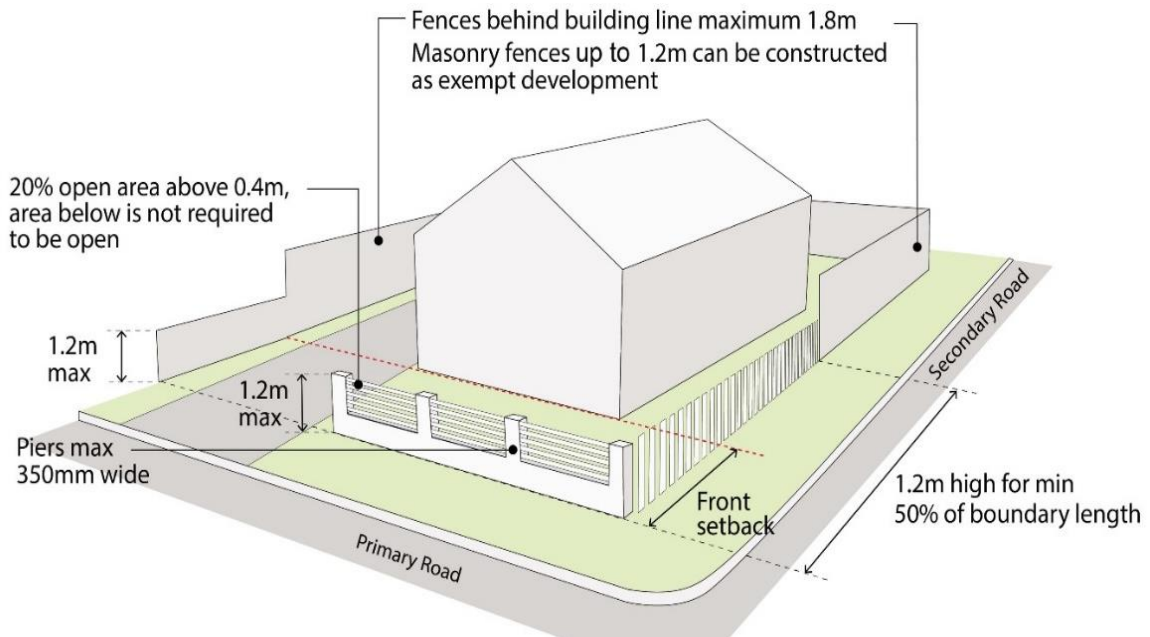 Fences behind building line maximum 1.8m
Masonry fences up to 1.2m can be constructed
as exempt development
20% open area above 0.4m,
area below is not required
to be open
1.2m
max
1.2m
max
Piers max
350mm wide
Front
setback
1.2m high for min
50% of boundary length
Secondary Road
Primary Road